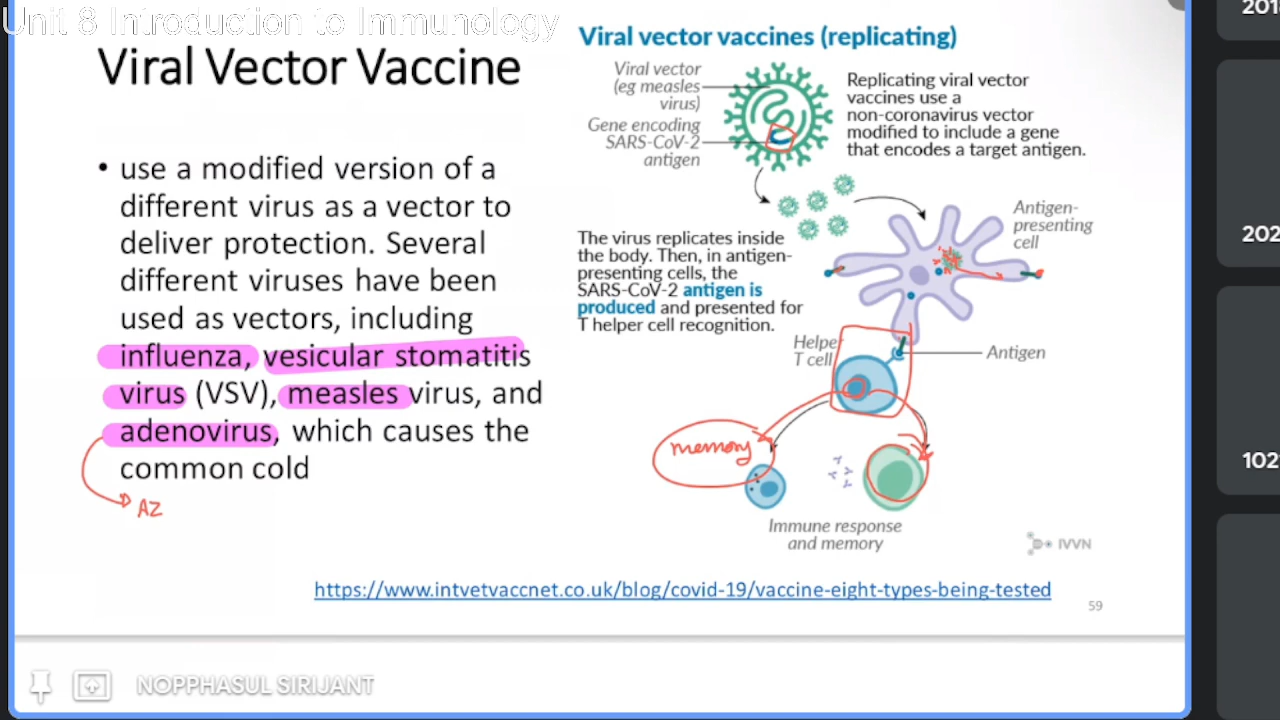 Unit 8 Introduction to Immunology
Viral Vector Vaccine
• use a modified version of a
different virus as a vector to
deliver protection. Several
different viruses have been
used as vectors, including
influenza, vesicular stomatitis
virus (VSV), measles virus, and
adenovirus, which causes the
common cold
AZ
Viral vector vaccines (replicating)
Viral vector
(eg measles
virus)
Gene encoding
SARS-CoV-2
antigen
Replicating viral vector
vaccines use a
non-coronavirus vector
modified to include a gene
that encodes a target antigen.
The virus replicates inside
the body. Then, in antigen-
presenting cells, the
SARS-CoV-2 antigen is
produced and presented for
T helper cell recognition.
Antigen-
presenting
cell
Helpe
T cell
Antigen
memory
Immune response
and memory
IVVN
https://www.intvetvaccnet.co.uk/blog/covid-19/vaccine-eight-types-being-tested
59
NOPPHASUL SIRIJANT
201
202
102